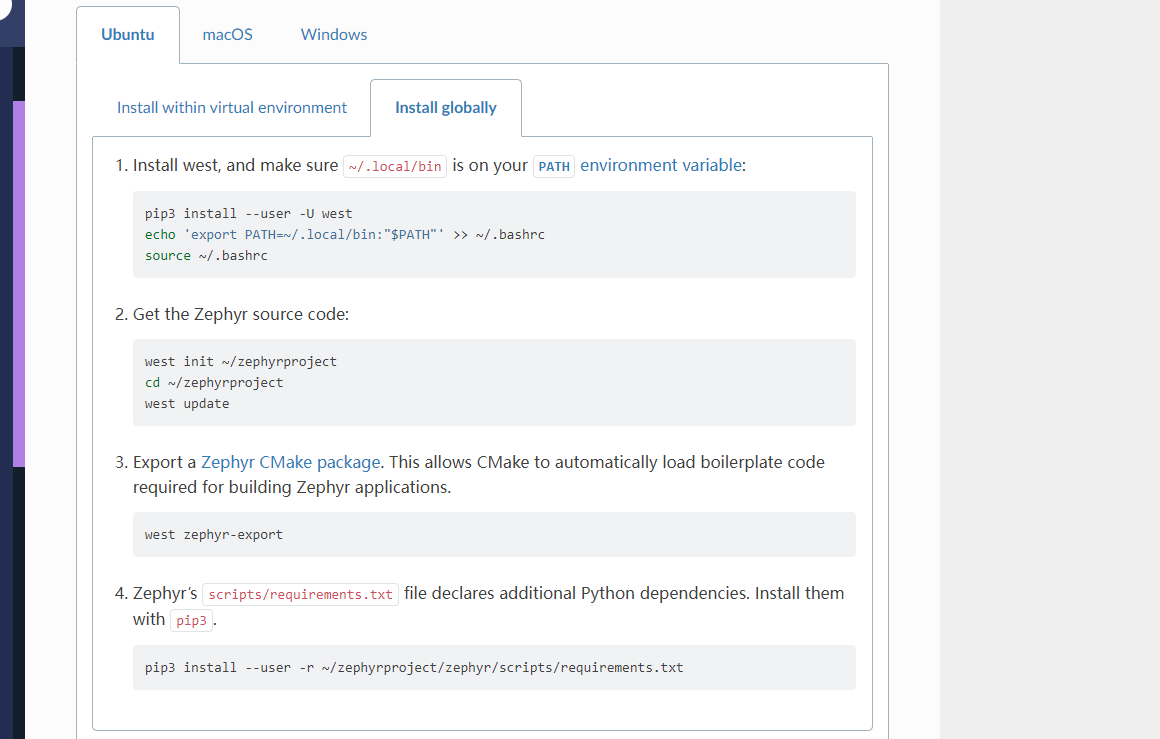 Ubuntu macOS Windows
Install within virtual environment Install globally
1. Install west, and make sure ~/.local/bin is on your PATH environment variable:
pip3 install --user -U west
echo 'export PATH=~/.local/bin:"$PATH"' >> ~/.bashrc
source ~/.bashrc
2. Get the Zephyr source code:
west init ~/zephyrproject
cd ~/zephyrproject
west update
3. Export a Zephyr CMake package. This allows CMake to automatically load boilerplate code
required for building Zephyr applications.
west zephyr-export
4. Zephyr’s scripts/requirements.txt file declares additional Python dependencies. Install them
with pip3.
pip3 install --user -r ~/zephyrproject/zephyr/scripts/requirements.txt